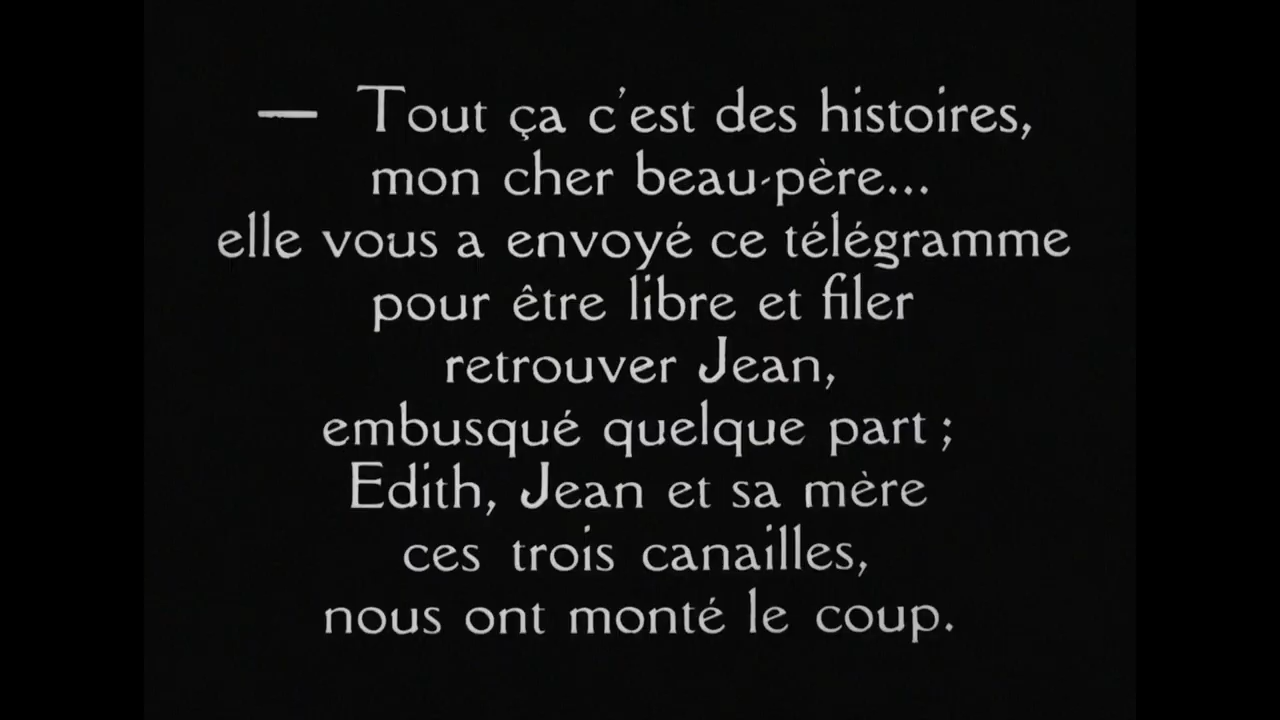 — Tout ça c'est des histoires,
mon cher beau-père...
elle vous a envoyé ce télégramme
pour être libre et filer
retrouver Jean,
embusqué quelque part ;
Edith, Jean et sa mère
ces trois canailles,
nous ont monté le coup.